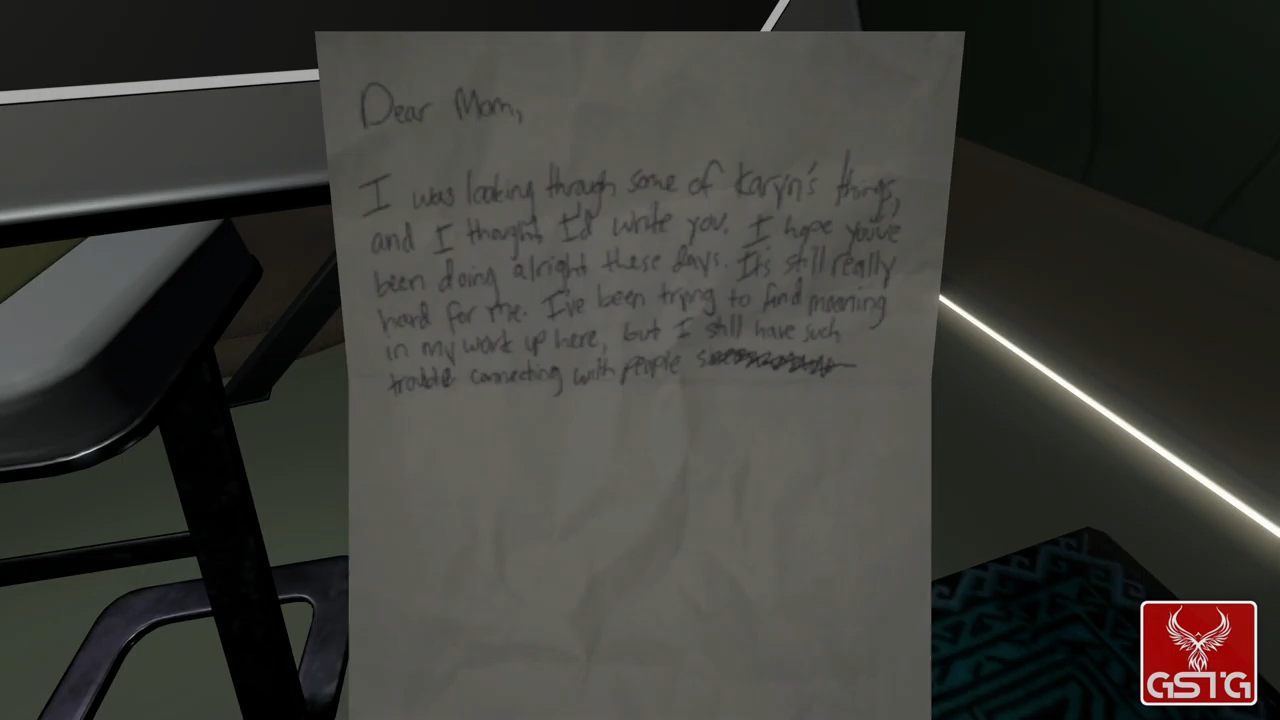 Dear Mom,
I was looking through some of Karyn's things,
and I thought I'd write you. I hope you've
been doing alright these days. It's still really
hard for me. I've been trying to find meaning
in my work up here, but I still have such
trouble connecting with people
GSTG